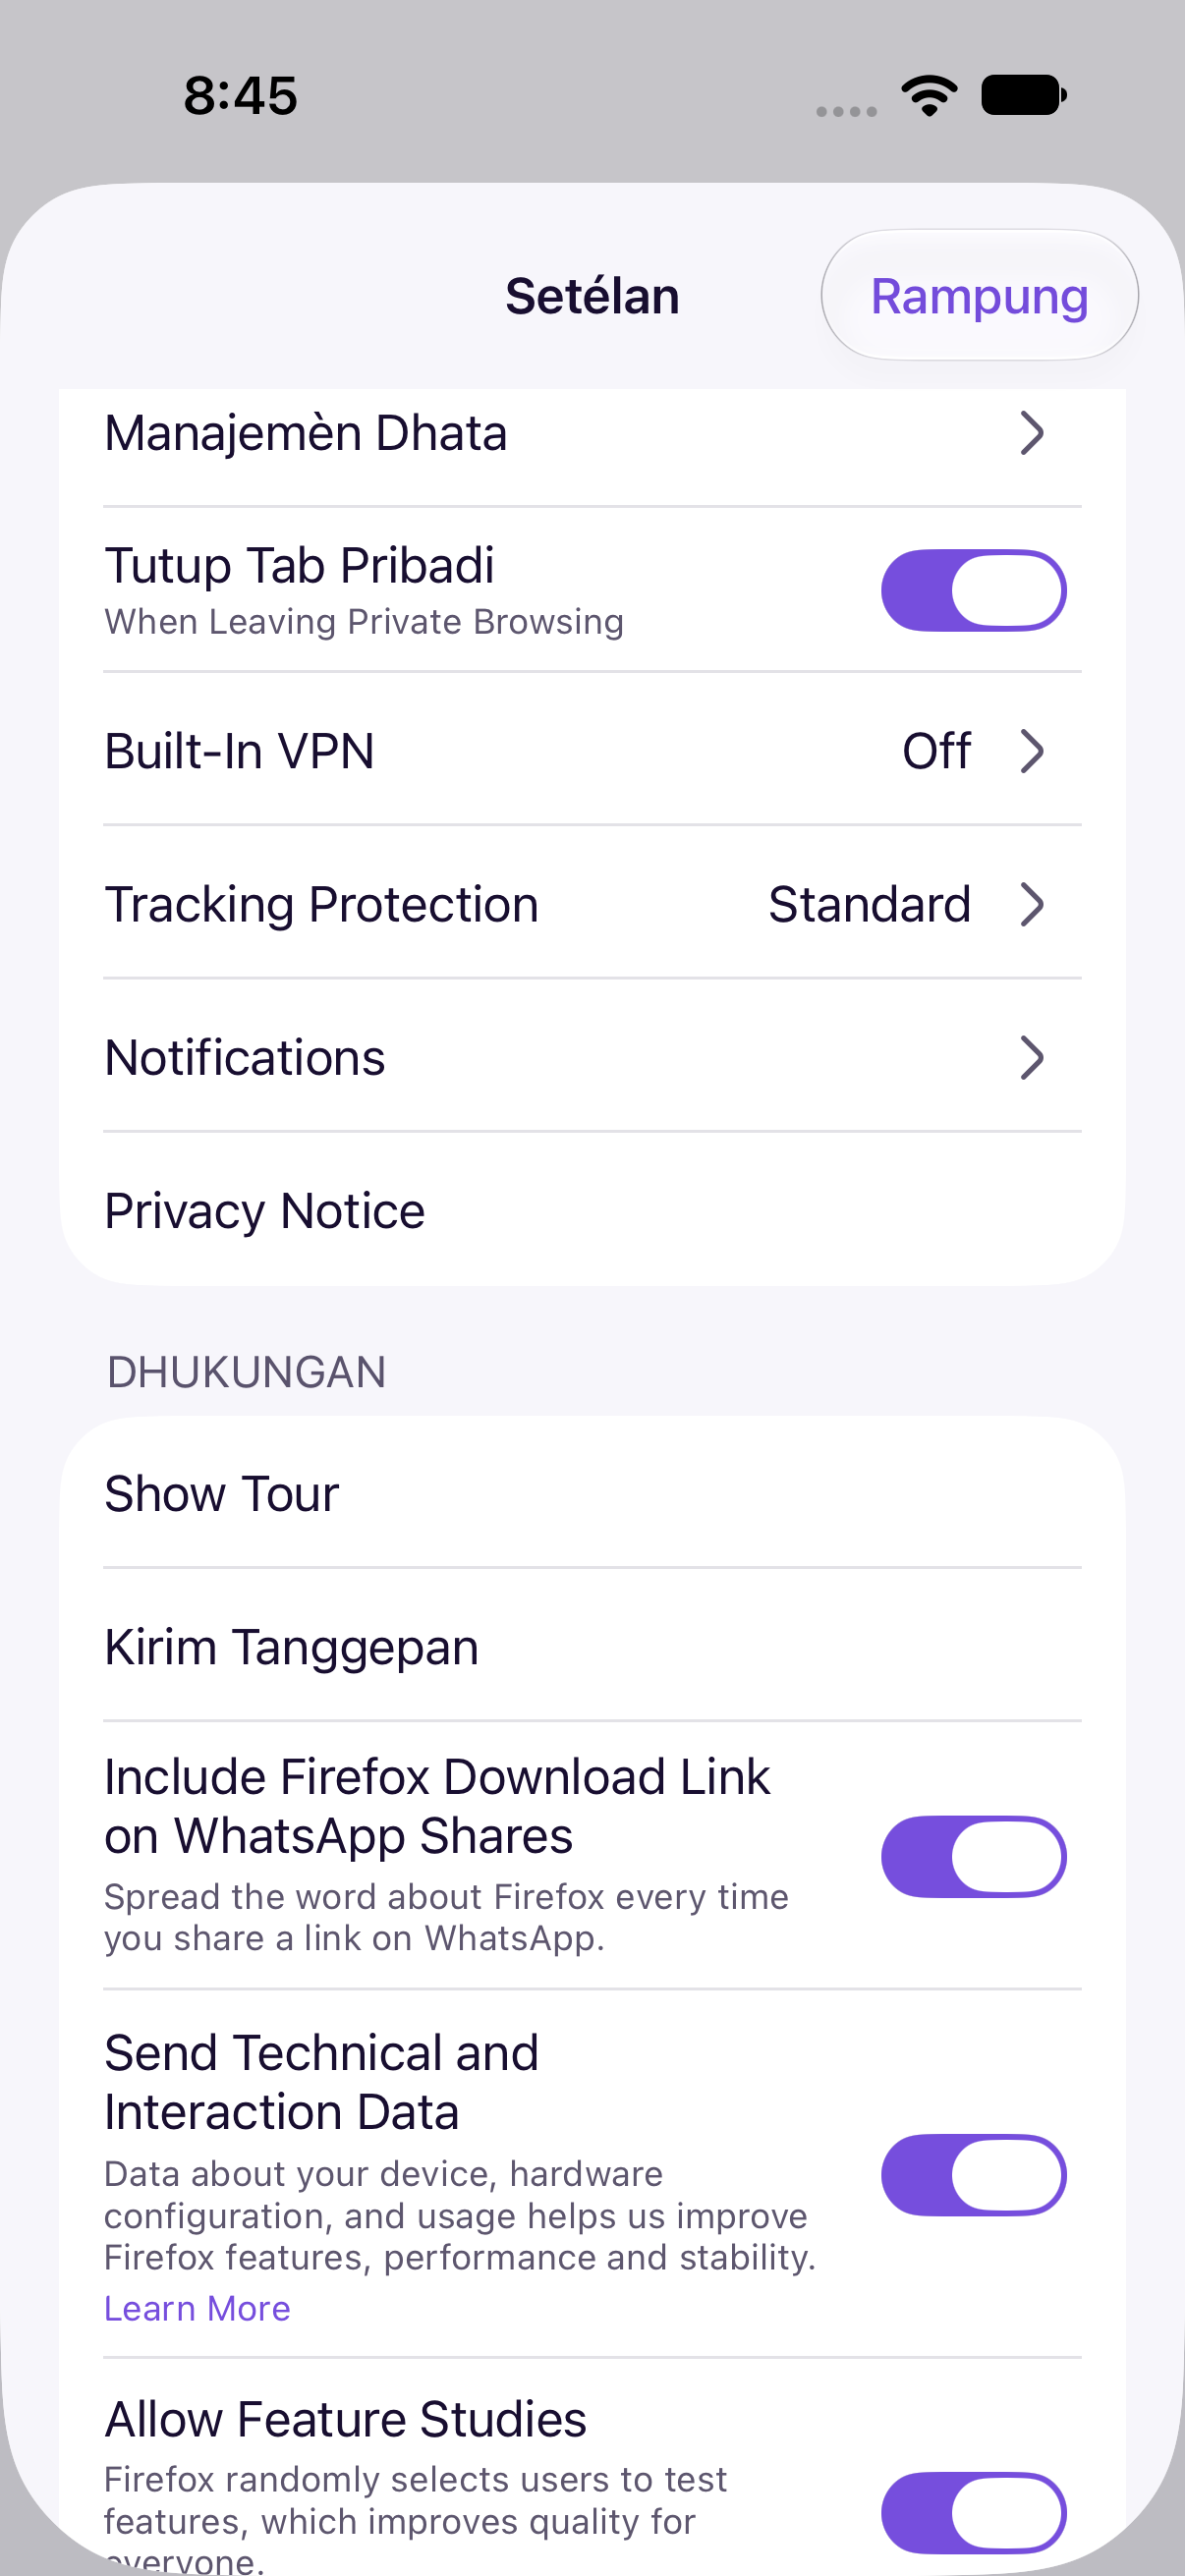 8:45
Setélan
Rampung
Manajemèn Dhata
Tutup Tab Pribadi
When Leaving Private Browsing
Built-In VPN
Off
Tracking Protection
Standard
Notifications
Privacy Notice
DHUKUNGAN
Show Tour
Kirim Tanggepan
Include Firefox Download Link
on WhatsApp Shares
Spread the word about Firefox every time
you share a link on WhatsApp.
Send Technical and
Interaction Data
Data about your device, hardware
configuration, and usage helps us improve
Firefox features, performance and stability.
Learn More
Allow Feature Studies
Firefox randomly selects users to test
features, which improves quality for
everyone.